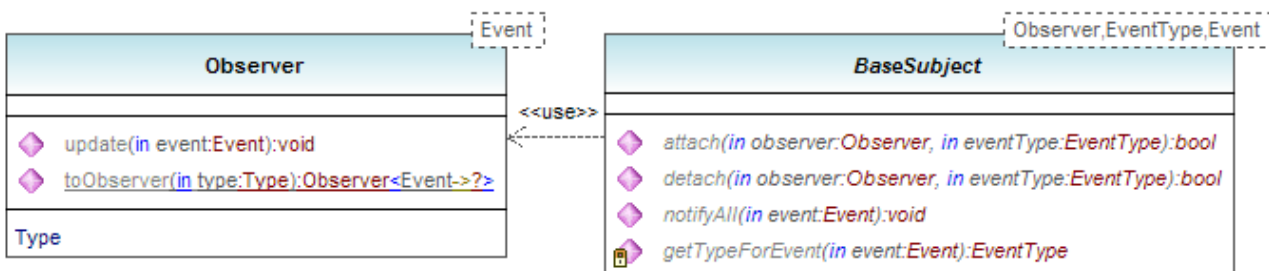 Event
Observer
update(in event:Event):void
toObserver(in type:Type):Observer<Event->?>
Type
<<use>>
Observer,EventType,Event
BaseSubject
attach(in observer:Observer, in eventType:EventType):bool
detach(in observer:Observer, in eventType:EventType):bool
notifyAll(in event:Event):void
getTypeForEvent(in event:Event):EventType